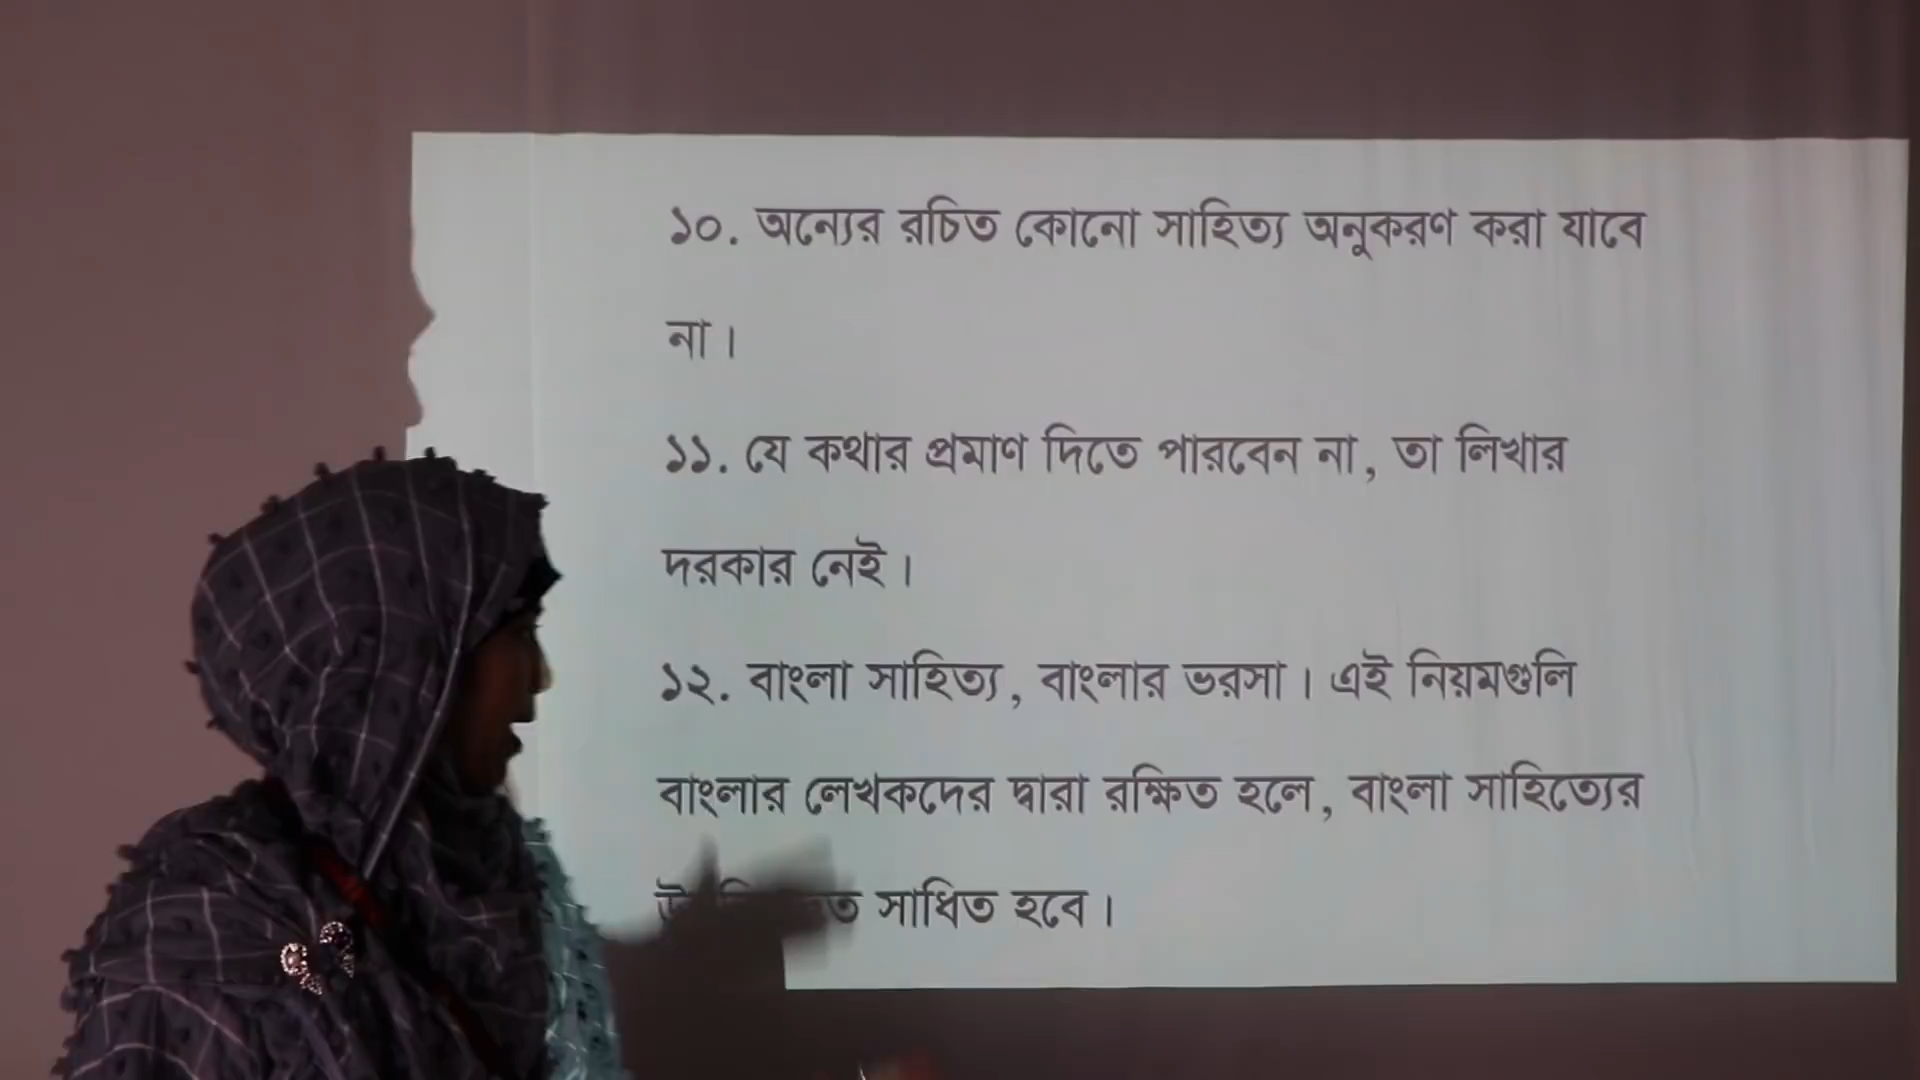 ১০. অন্যের রচিত কোনো সাহিত্য অনুকরণ করা যাবে
না।
১১. যে কথার প্রমাণ দিতে পারবেন না, তা লিখার
দরকার নেই।
১২. বাংলা সাহিত্য, বাংলার ভরসা। এই নিয়মগুলি
বাংলার লেখকদের দ্বারা রক্ষিত হলে, বাংলা সাহিত্যের
সাধিত হবে।